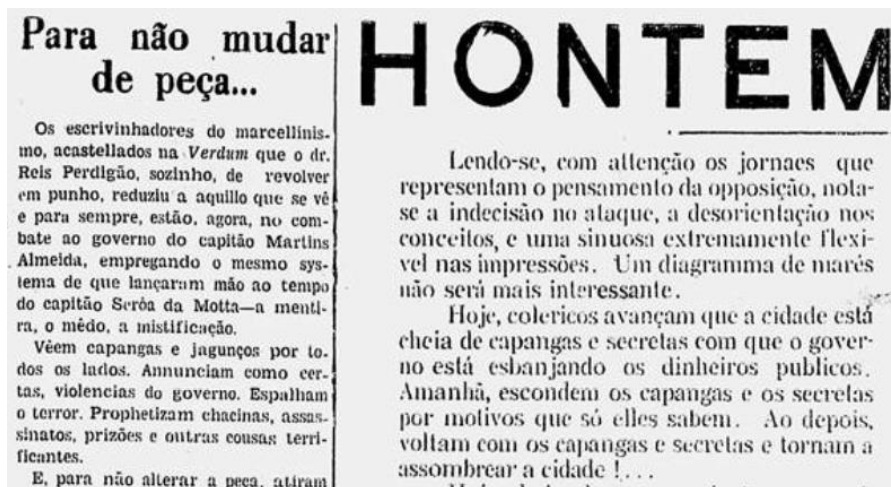 Para não mudar
de peça...
Os escrivinhadores do marcellinis-
mo, acastellados na Verdum que o dr.
Reis Perdigão, sozinho, de revolver
em punho, reduziu a aquillo que se vê
e para sempre, estão, agora, no com-
bate ao governo do capitão Martins
Almeida, empregando o mesmo sys-
tema de que lançaram mão ao tempo
do capitão Serôa da Motta—a menti-
ra, o mêdo, a mistificação.
Vêem capangas e jagunços por to-
dos os lados. Annunciam como cer-
tas, violencias do governo. Espalham
o terror. Prophetizam chacinas, assas-
sinatos, prizões e outras cousas terri-
ficantes.
E, para não alterar a peça, atiram
HONTEM
Lendo-se, com attenção os jornaes que
representam o pensamento da opposição, nota-
se a indecisão no ataque, a desorientação nos
conceitos, e uma sinuosa extremamente flexi-
vel nas impressões. Um diagramma de marés
não será mais interessante.
Hoje, colericos avançam que a cidade está
cheia de capangas e secretas com que o gover-
no está esbanjando os dinheiros publicos.
Amanhã, escondem os capangas e os secretas
por motivos que só elles sabem. Ao depois,
voltam com os capangas e secretas e tornam a
assombrear a cidade !...